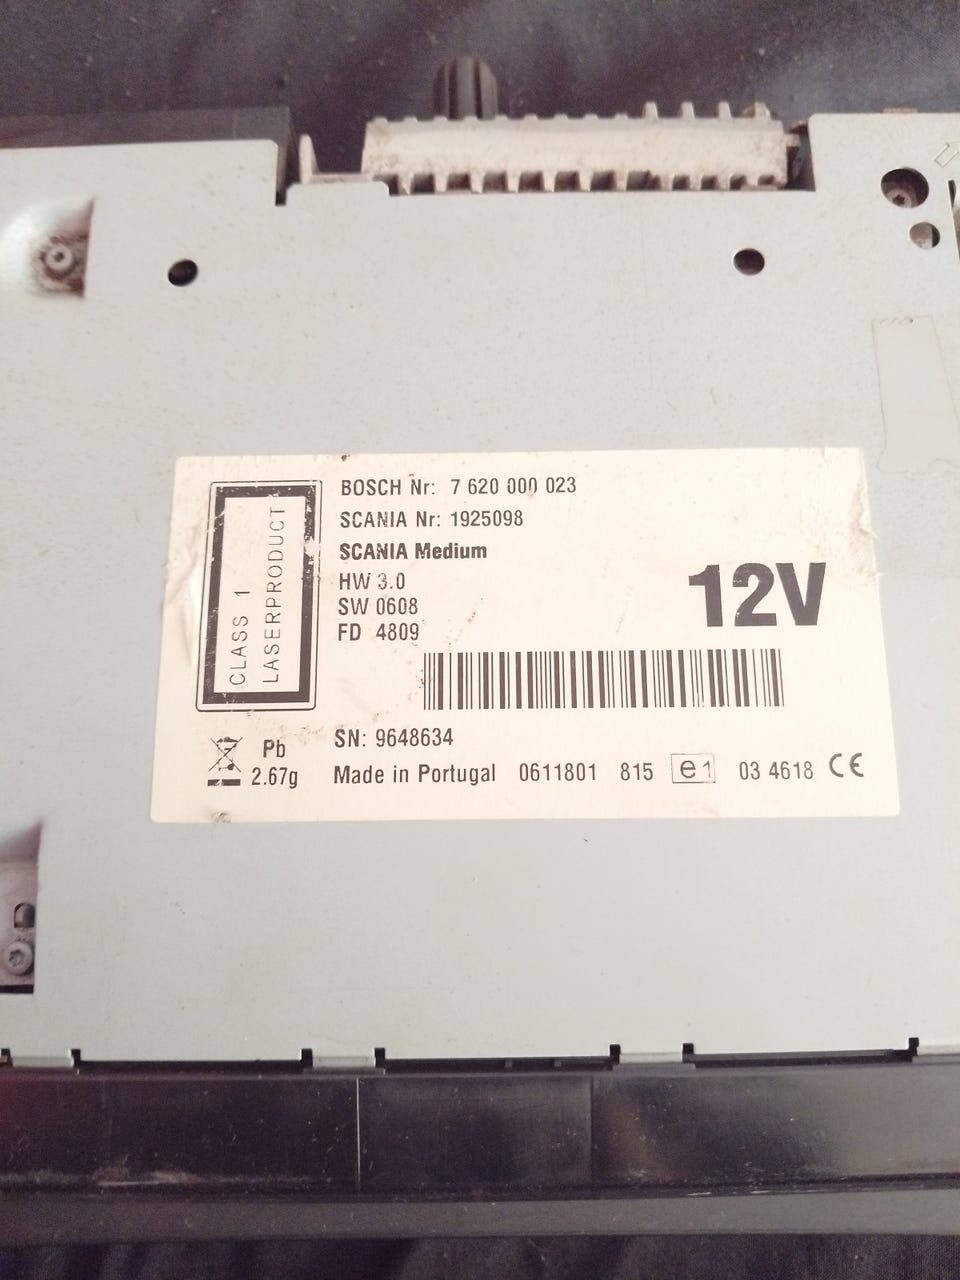 BOSCH Nr: 7 620 000 023
SCANIA Nr: 1925098
SCANIA Medium
HW 3.0
SW 0608
FD 4809
12V
CLASS 1
LASERPRODUCT
SN: 9648634
Pb
2.67g
Made in Portugal 0611801 815 e1 03 4618 CE